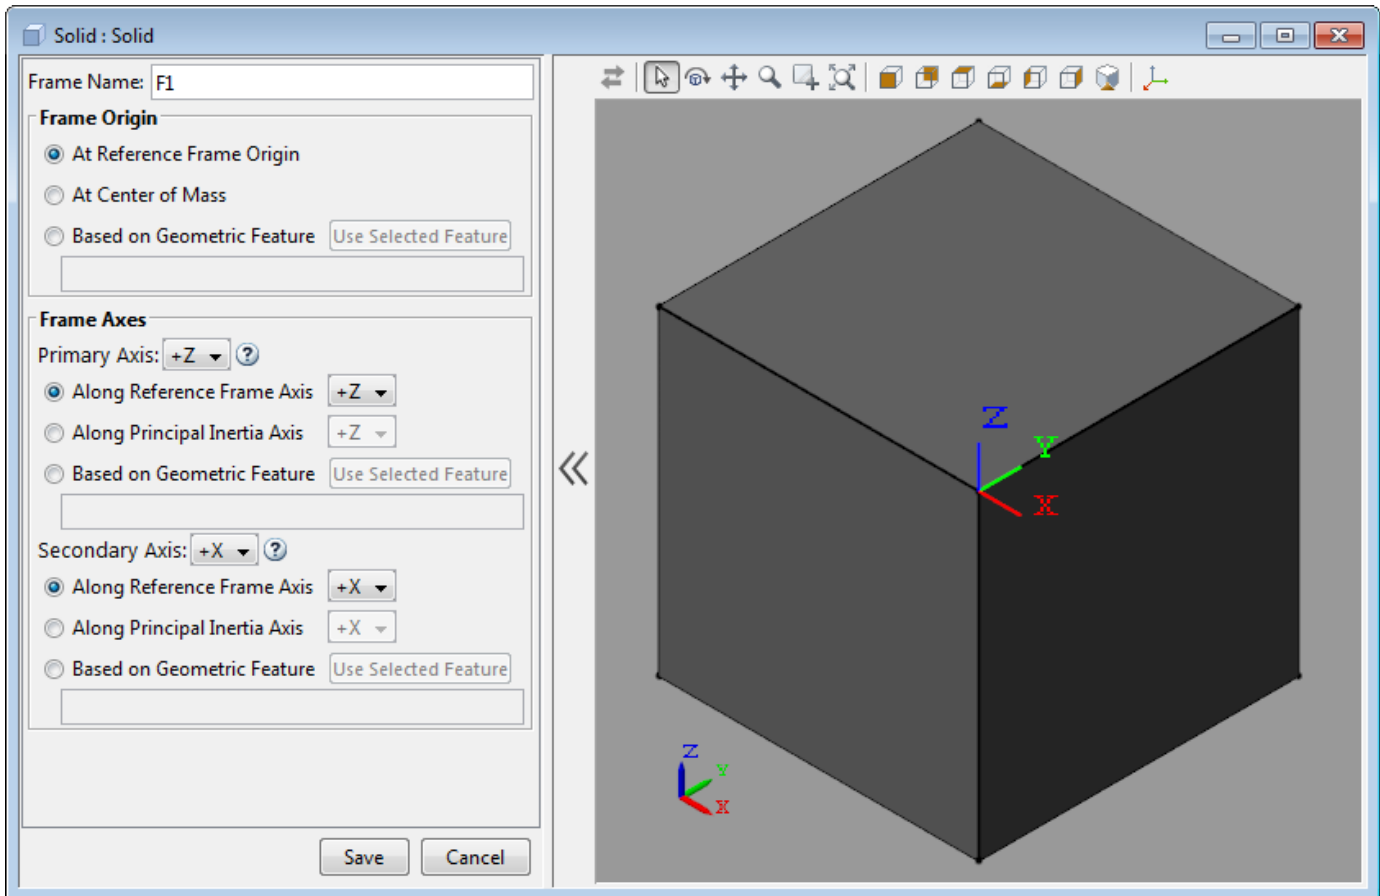 Solid : Solid
Frame Name: F1
Frame Origin
At Reference Frame Origin
At Center of Mass
Based on Geometric Feature Use Selected Feature
Frame Axes
Primary Axis: +Z ?
Along Reference Frame Axis +Z
Along Principal Inertia Axis +Z
Based on Geometric Feature Use Selected Feature
Secondary Axis: +X ?
Along Reference Frame Axis +X
Along Principal Inertia Axis +X
Based on Geometric Feature Use Selected Feature
Save Cancel
Z
Y
X
Z
Y
X